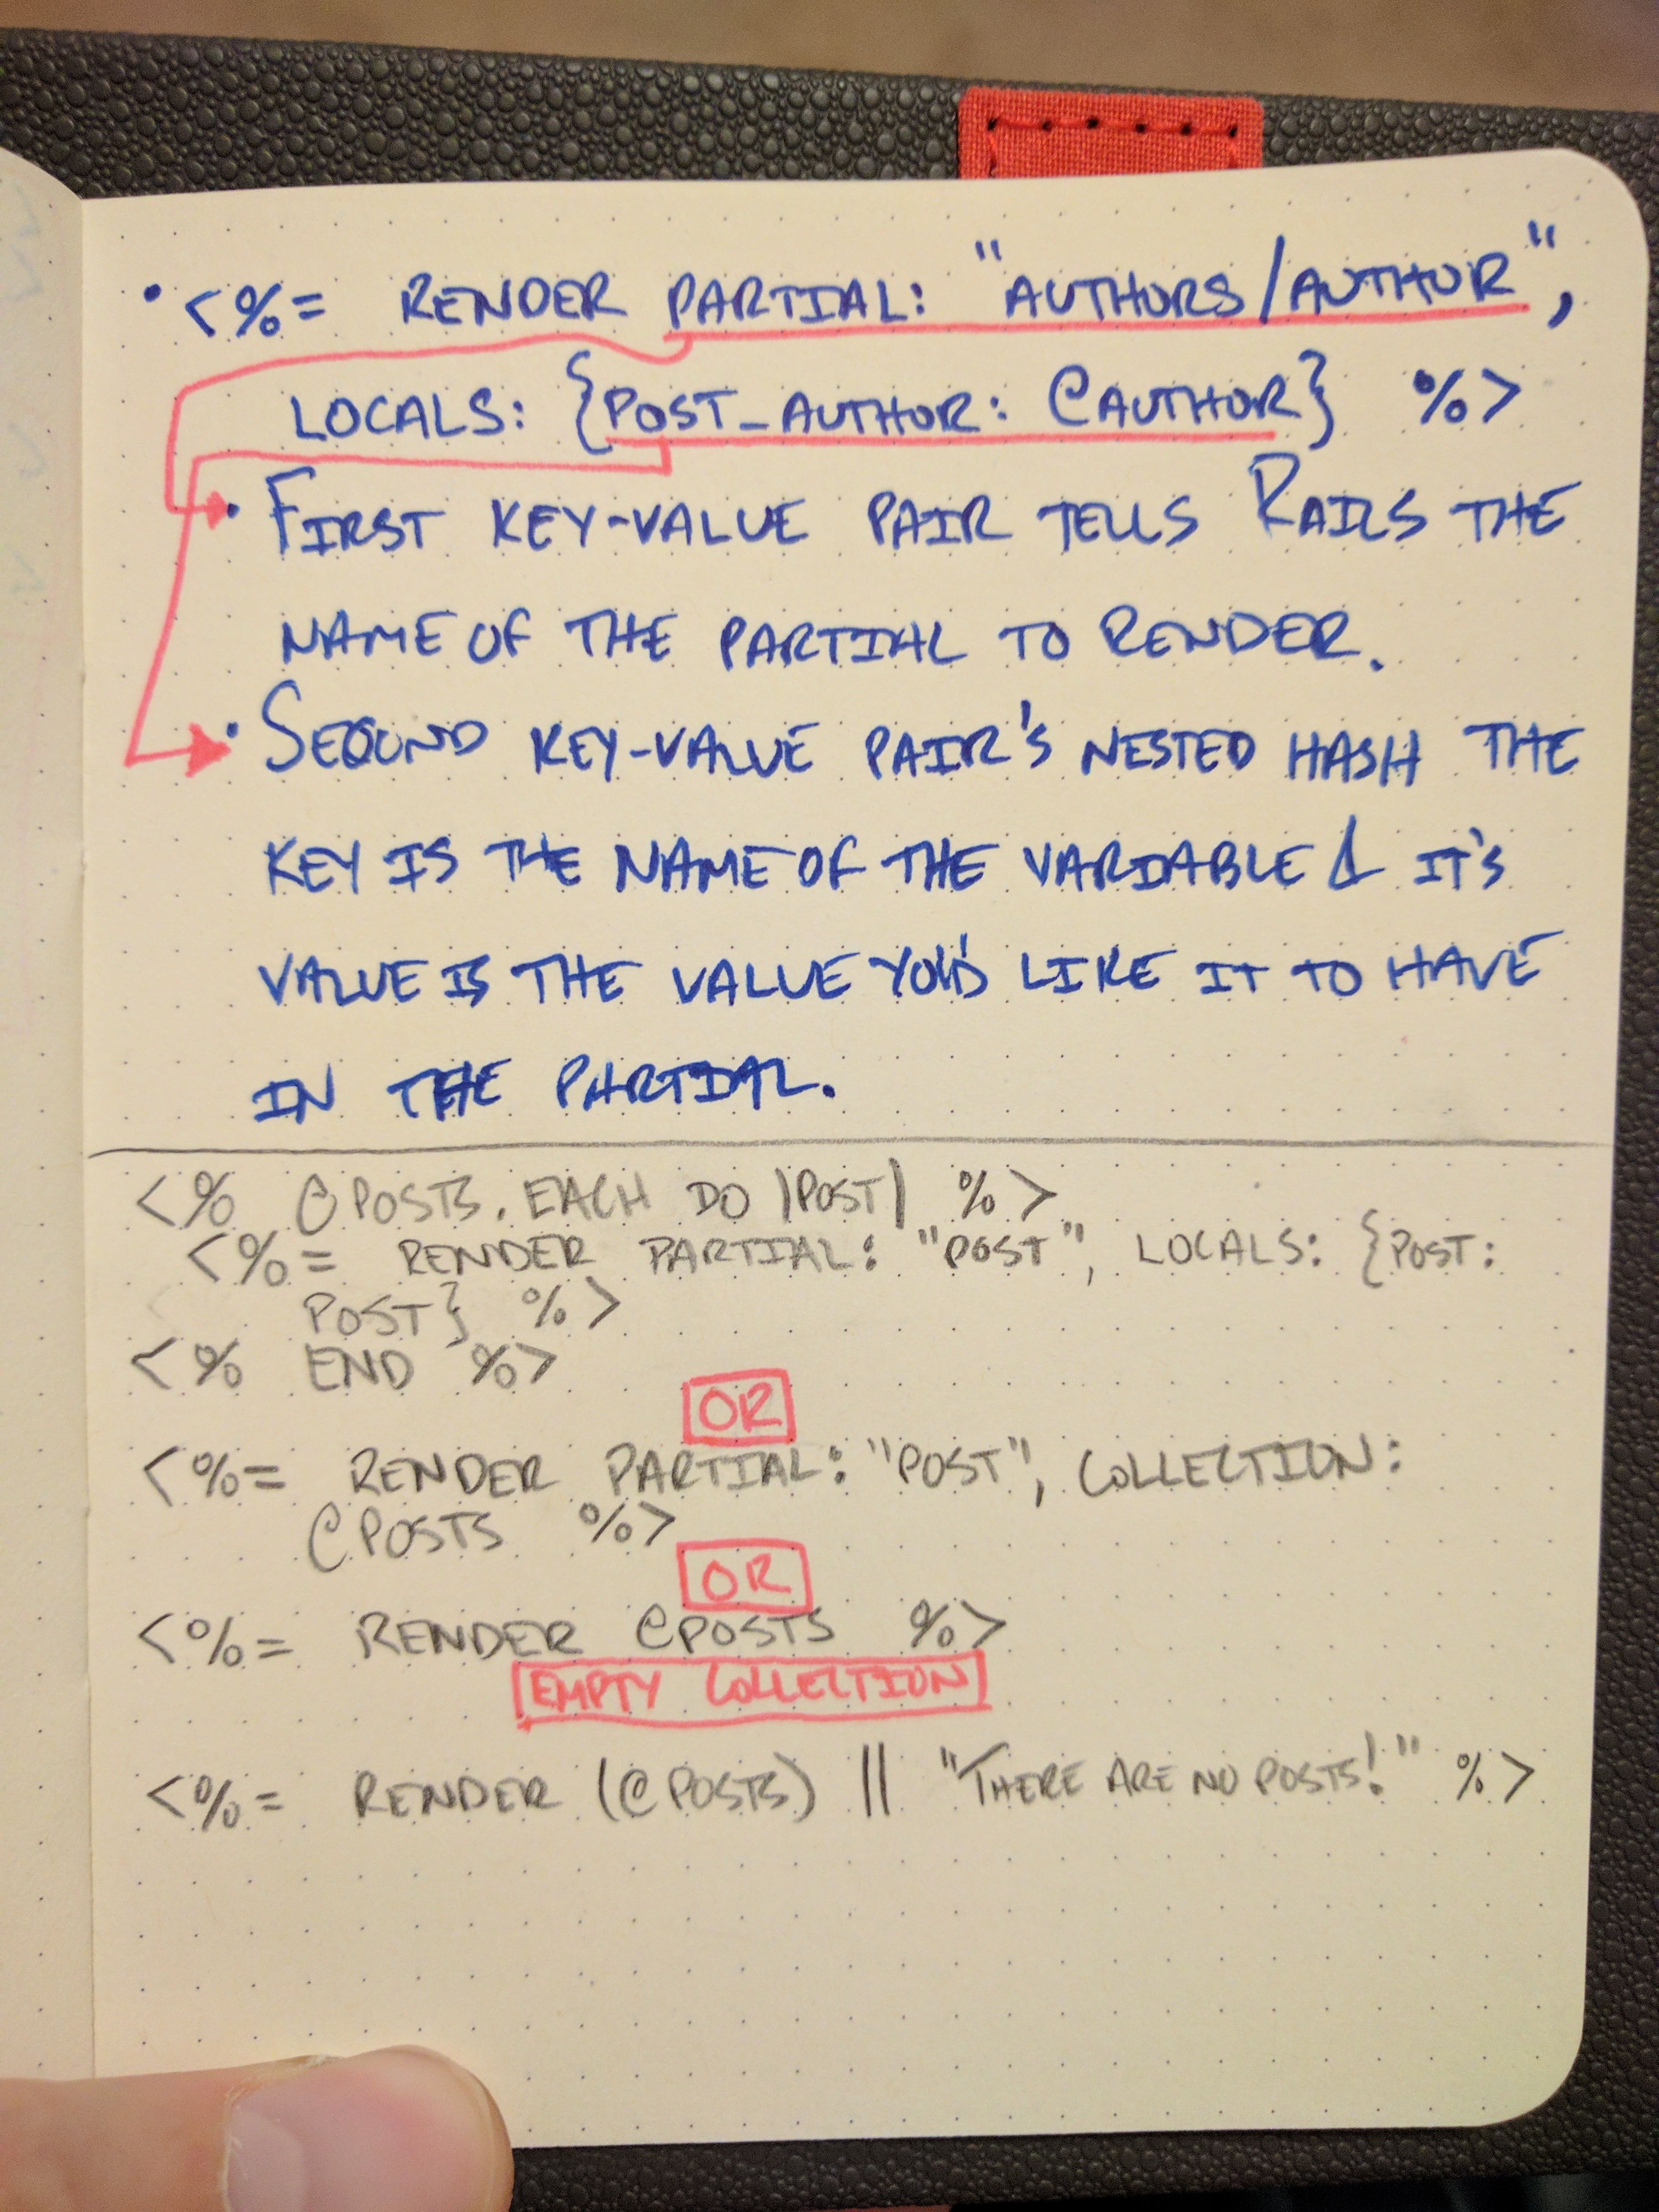 • <%= RENDER PARTIAL: "AUTHORS/AUTHOR",
LOCALS: {POST_AUTHOR: @AUTHOR} %>
• FIRST KEY-VALUE PAIR TELLS RAILS THE
NAME OF THE PARTIAL TO RENDER.
• SECOND KEY-VALUE PAIR'S NESTED HASH THE
KEY IS THE NAME OF THE VARIABLE & IT'S
VALUE IS THE VALUE YOU'D LIKE IT TO HAVE
IN THE PARTIAL.
<% @POSTS.EACH DO |POST| %>
<%= RENDER PARTIAL: "POST", LOCALS: {POST:
POST} %>
<% END %>
OR
<%= RENDER PARTIAL: "POST", COLLECTION:
@POSTS %>
OR
<%= RENDER @POSTS %>
EMPTY COLLECTION
<%= RENDER (@POSTS) || "THERE ARE NO POSTS!" %>